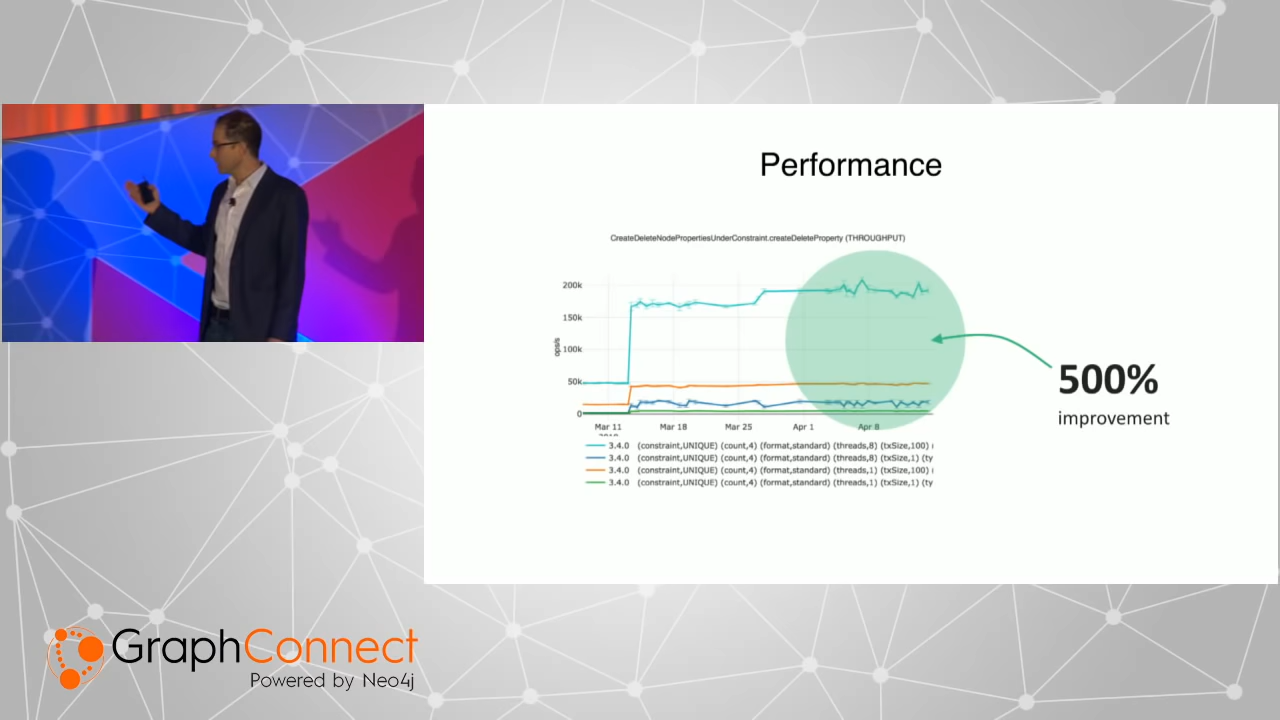 Performance
CreateDeleteNodePropertiesUnderConstraint.createDeleteProperty (THROUGHPUT)
200k
150k
100k
50k
0
ops/s
Mar 11
Mar 18
Mar 25
Apr 1
Apr 8
3.4.0 (constraint,UNIQUE) (count,4) (format,standard) (threads,8) (txSize,100)
3.4.0 (constraint,UNIQUE) (count,4) (format,standard) (threads,8) (txSize,1) (ty
3.4.0 (constraint,UNIQUE) (count,4) (format,standard) (threads,1) (txSize,100)
3.4.0 (constraint,UNIQUE) (count,4) (format,standard) (threads,1) (txSize,1) (ty
500%
improvement
GraphConnect
Powered by Neo4j